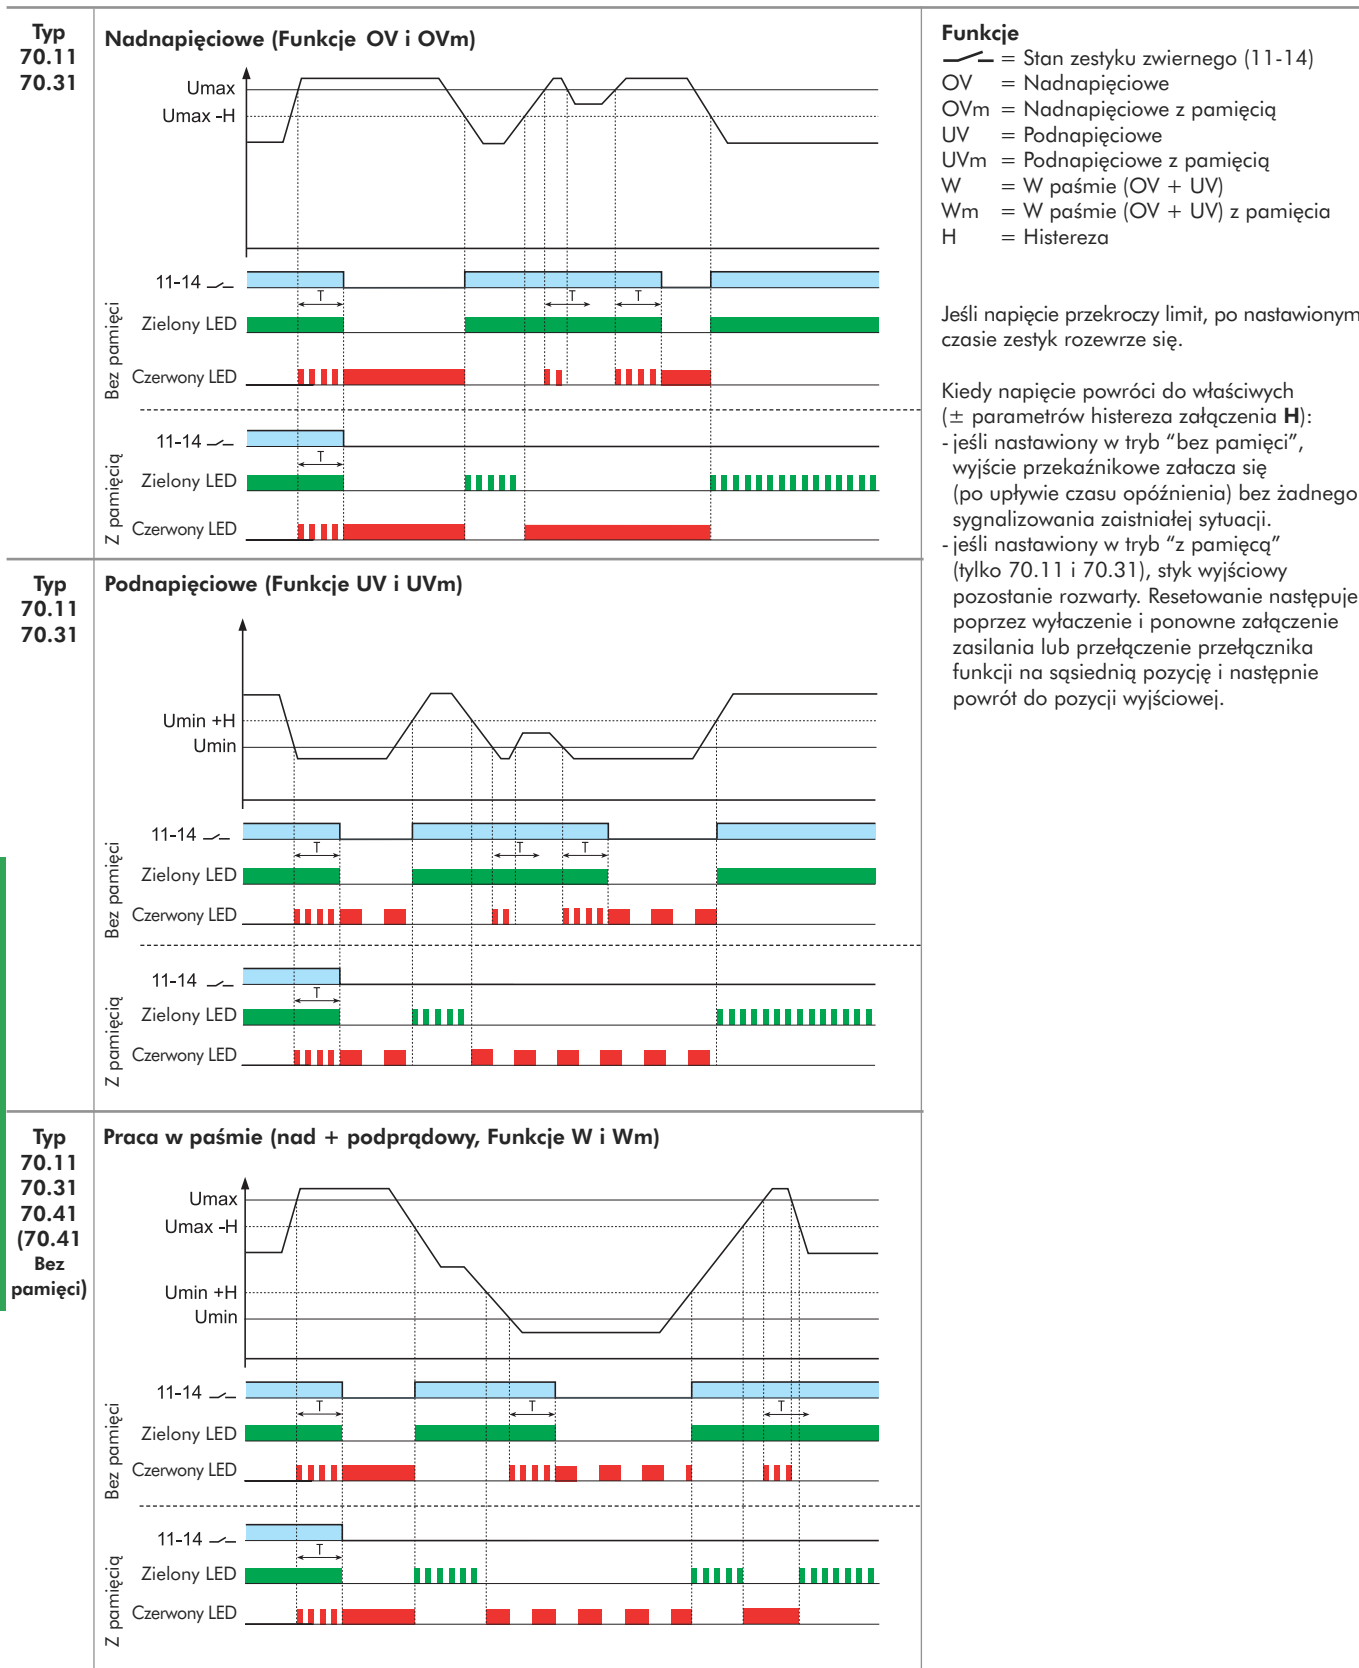 Typ
70.11
70.31
Nadnapięciowe (Funkcje OV i OVm)
Umax
Umax -H
Bez pamięci
11-14
T
T
T
Zielony LED
Czerwony LED
Z pamięcią
11-14
T
Zielony LED
Czerwony LED
Typ
70.11
70.31
Podnapięciowe (Funkcje UV i UVm)
Umin +H
Umin
Bez pamięci
11-14
T
T
T
Zielony LED
Czerwony LED
Z pamięcią
11-14
T
Zielony LED
Czerwony LED
Typ
70.11
70.31
70.41
(70.41
Bez
pamięci)
Praca w paśmie (nad + podprądowy, Funkcje W i Wm)
Umax
Umax -H
Umin +H
Umin
Bez pamięci
11-14
T
T
T
Zielony LED
Czerwony LED
Z pamięcią
11-14
T
Zielony LED
Czerwony LED
Funkcje
= Stan zestyku zwiernego (11-14)
OV = Nadnapięciowe
OVm = Nadnapięciowe z pamięcią
UV = Podnapięciowe
UVm = Podnapięciowe z pamięcią
W = W paśmie (OV + UV)
Wm = W paśmie (OV + UV) z pamięcia
H = Histereza
Jeśli napięcie przekroczy limit, po nastawionym
czasie zestyk rozewrze się.
Kiedy napięcie powróci do właściwych
(± parametrów histereza załączenia H):
- jeśli nastawiony w tryb “bez pamięci”,
wyjście przekaźnikowe załacza się
(po upływie czasu opóźnienia) bez żadnego
sygnalizowania zaistniałej sytuacji.
- jeśli nastawiony w tryb “z pamięcą”
(tylko 70.11 i 70.31), styk wyjściowy
pozostanie rozwarty. Resetowanie następuje
poprzez wyłaczenie i ponowne załączenie
zasilania lub przełączenie przełącznika
funkcji na sąsiednią pozycję i następnie
powrót do pozycji wyjściowej.